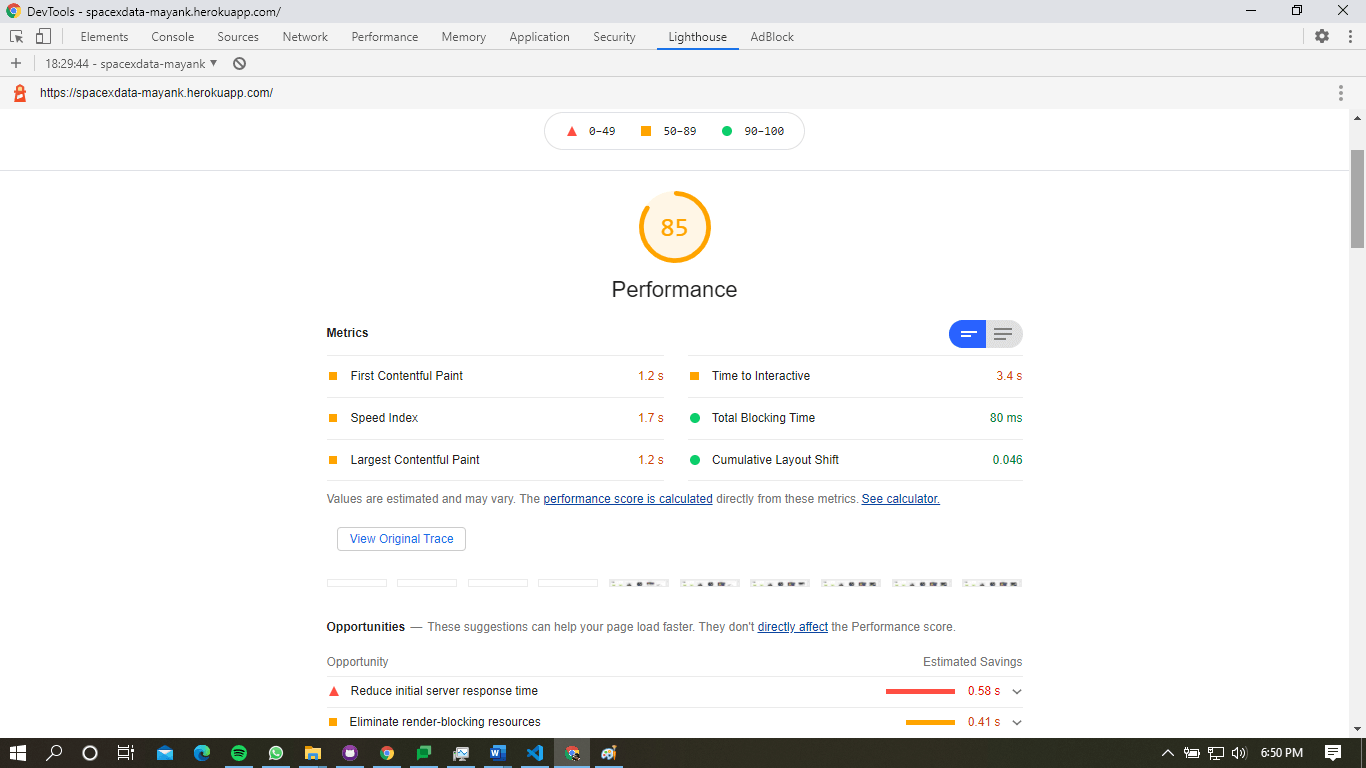 DevTools - spacexdata-mayank.herokuapp.com/
Elements Console Sources Network Performance Memory Application Security Lighthouse AdBlock
18:29:44 - spacexdata-mayank
https://spacexdata-mayank.herokuapp.com/
0–49 50–89 90–100
85
Performance
Metrics
First Contentful Paint 1.2 s Time to Interactive 3.4 s
Speed Index 1.7 s Total Blocking Time 80 ms
Largest Contentful Paint 1.2 s Cumulative Layout Shift 0.046
Values are estimated and may vary. The performance score is calculated directly from these metrics. See calculator.
View Original Trace
Opportunities — These suggestions can help your page load faster. They don't directly affect the Performance score.
Opportunity Estimated Savings
Reduce initial server response time 0.58 s
Eliminate render-blocking resources 0.41 s
6:50 PM